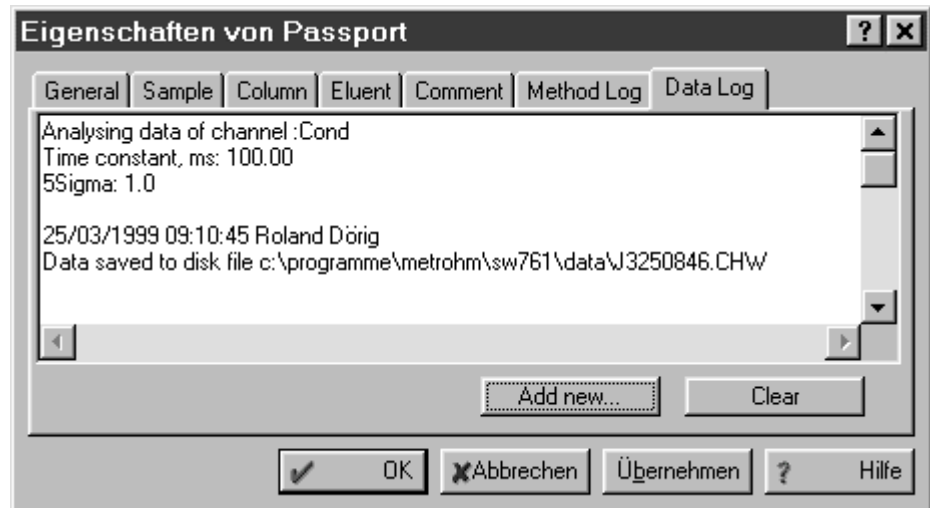 Eigenschaften von Passport
General Sample Column Eluent Comment Method Log Data Log
Analysing data of channel :Cond
Time constant, ms: 100.00
5Sigma: 1.0
25/03/1999 09:10:45 Roland Dörig
Data saved to disk file c:\programme\metrohm\sw761\data\J3250846.CHW
Add new... Clear
OK Abbrechen Übernehmen Hilfe